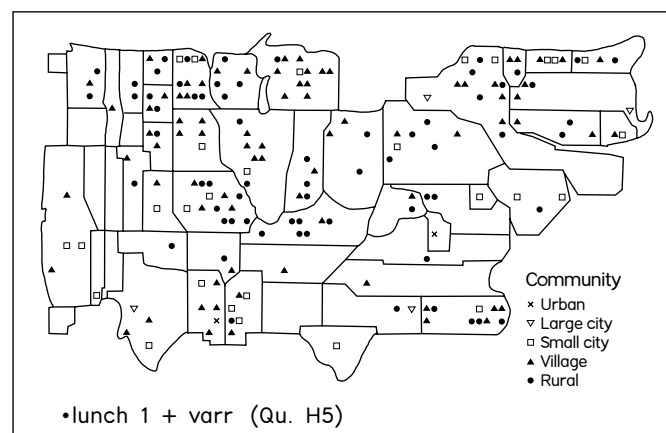 Community
Urban
Large city
Small city
Village
Rural
•lunch 1 + varr (Qu. H5)